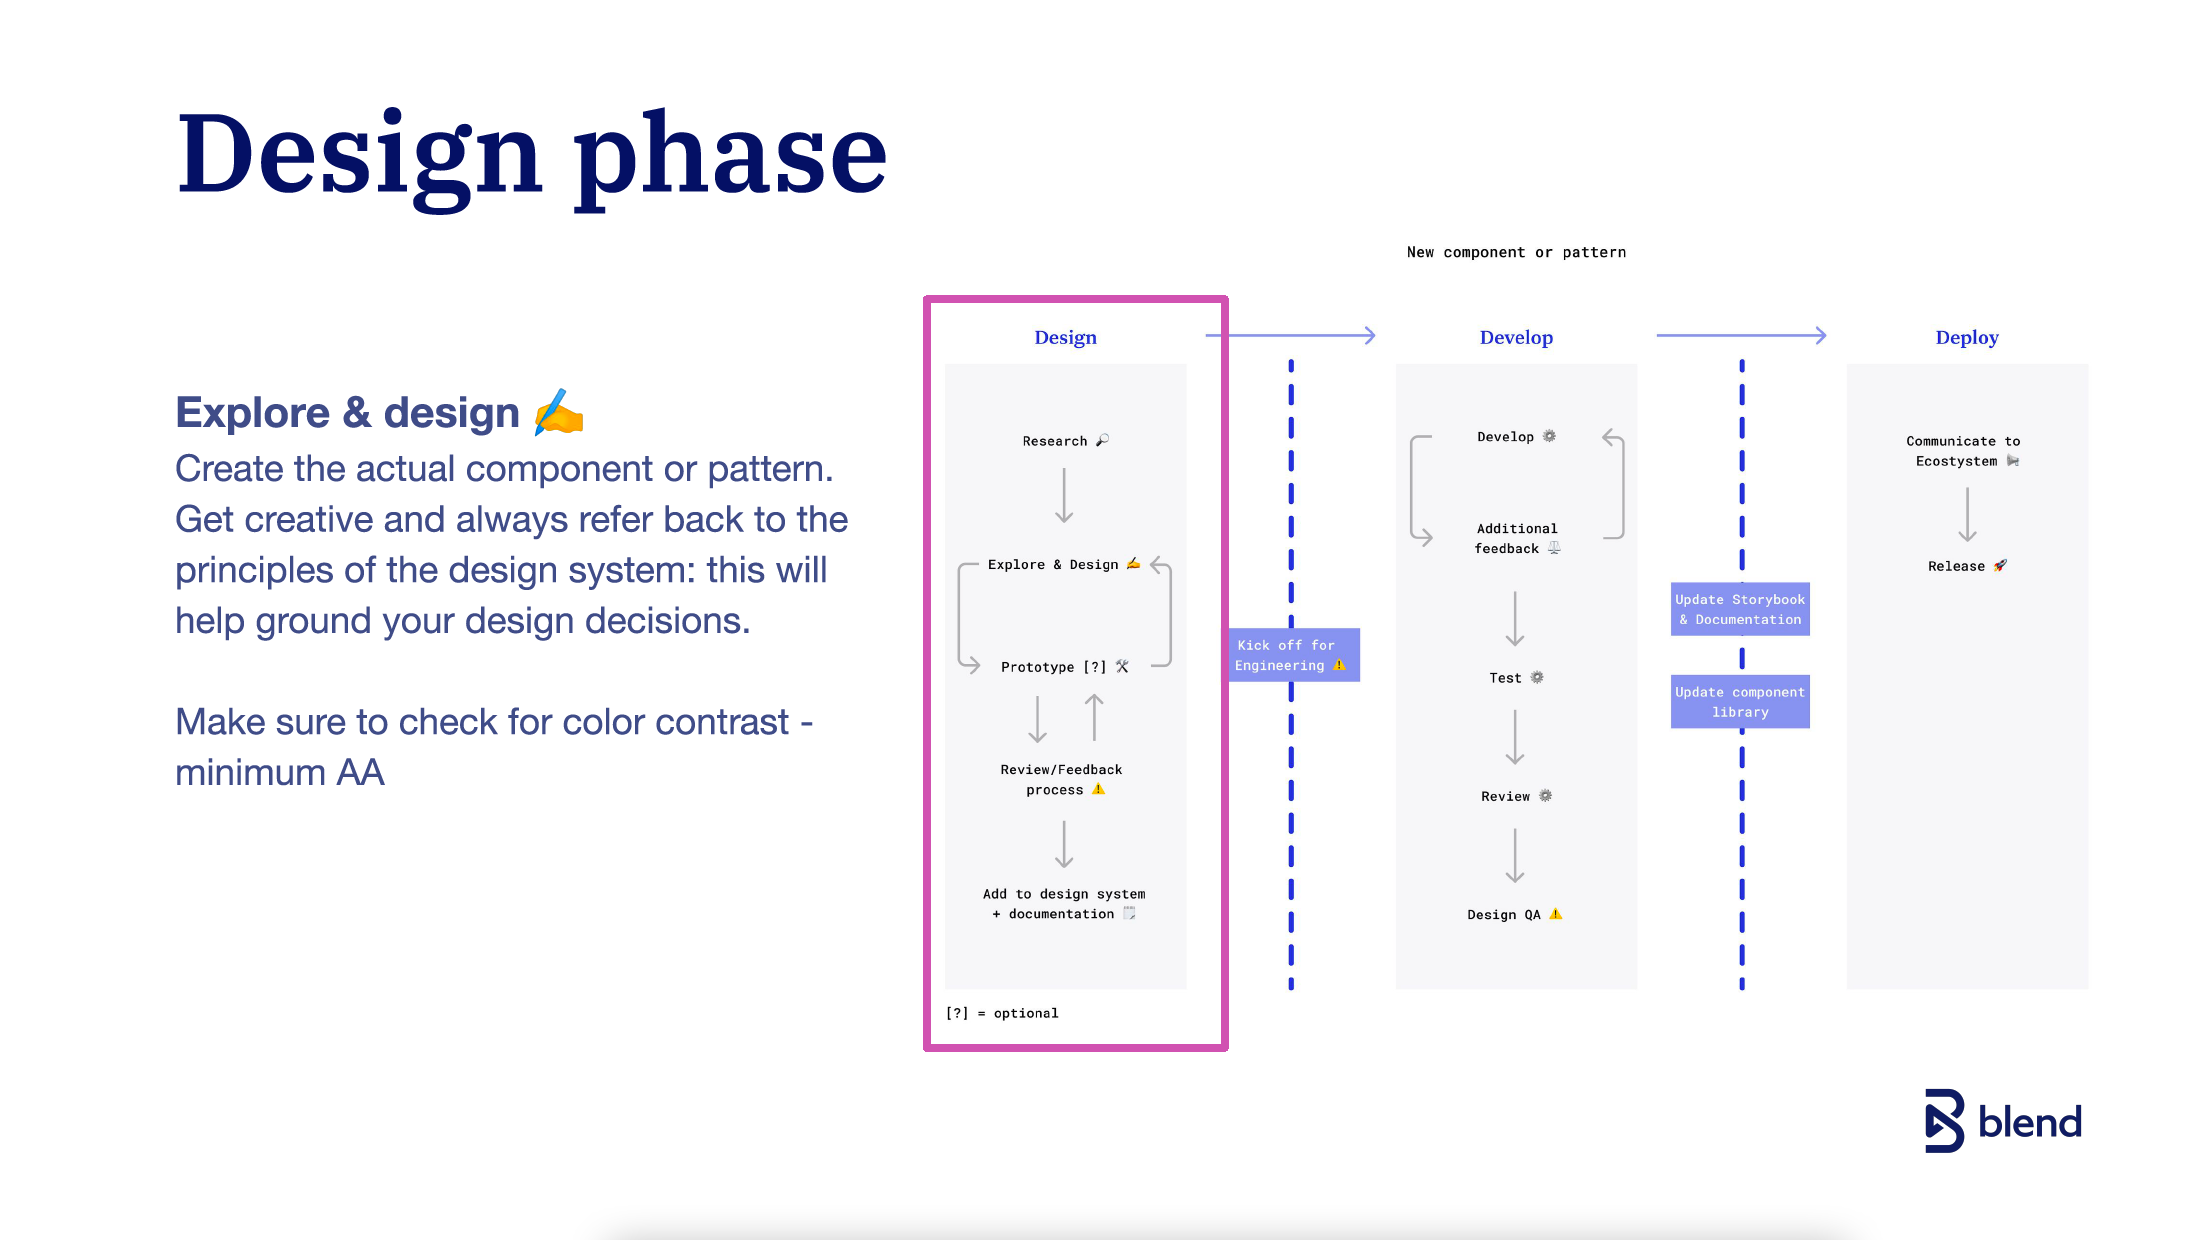 Design phase
Explore & design ✍️
Create the actual component or pattern.
Get creative and always refer back to the
principles of the design system: this will
help ground your design decisions.
Make sure to check for color contrast -
minimum AA
New component or pattern
Design
Research 🔎
Explore & Design ✍️
Prototype [?] 🛠
Review/Feedback
process ⚠️
Add to design system
+ documentation 🗒
[?] = optional
Kick off for
Engineering ⚠️
Develop
Develop ⚙️
Additional
feedback ⚖️
Test ⚙️
Review ⚙️
Design QA ⚠️
Update Storybook
& Documentation
Update component
library
Deploy
Communicate to
Ecostystem 📢
Release 🚀
blend